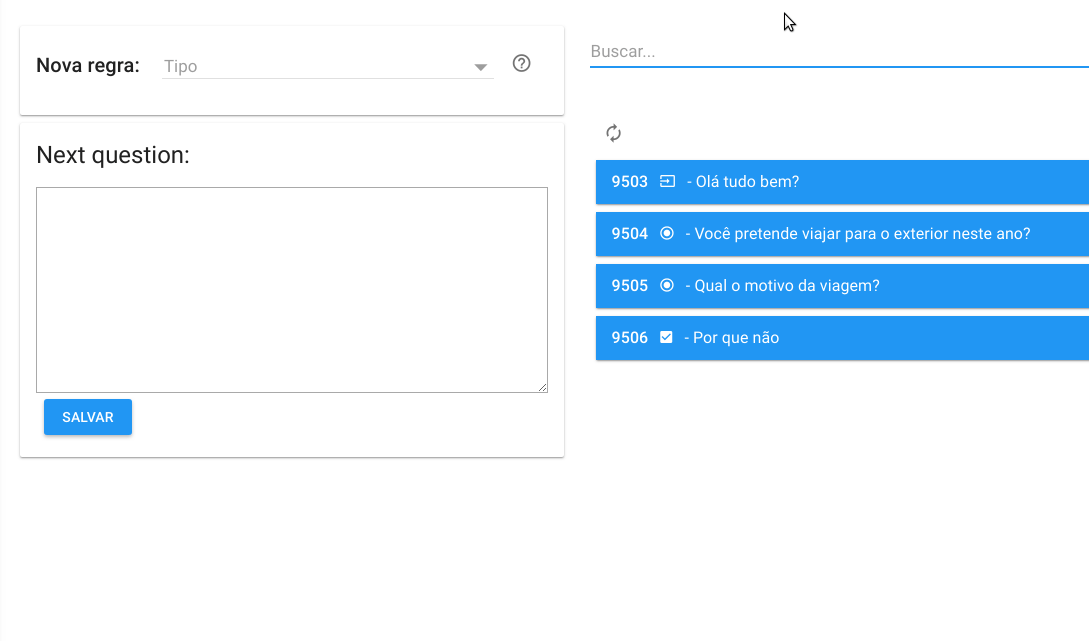 Nova regra: Tipo
Next question:
SALVAR
Buscar...
9503 - Olá tudo bem?
9504 - Você pretende viajar para o exterior neste ano?
9505 - Qual o motivo da viagem?
9506 - Por que não